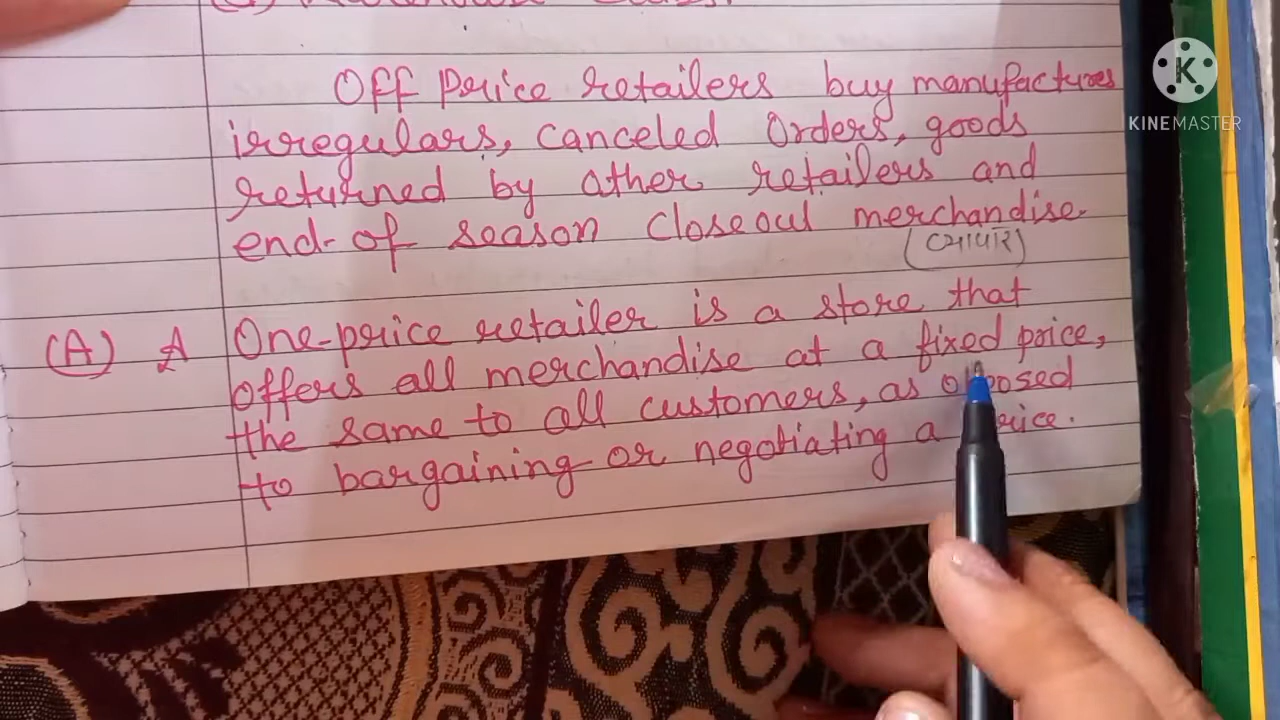 Off Price retailers buy manufactures
irregulars, canceled orders, goods
returned by other retailers and
end-of season closeout merchandise.
(व्यापार)
(A) A One-price retailer is a store that
offers all merchandise at a fixed price,
the same to all customers, as opposed
to bargaining or negotiating a price.
KINEMASTER